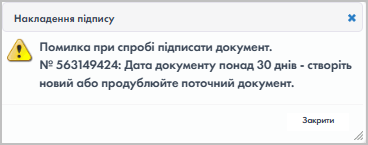 Накладення підпису
Помилка при спробі підписати документ.
№ 563149424: Дата документу понад 30 днів - створіть
новий або продублюйте поточний документ.
Закрити